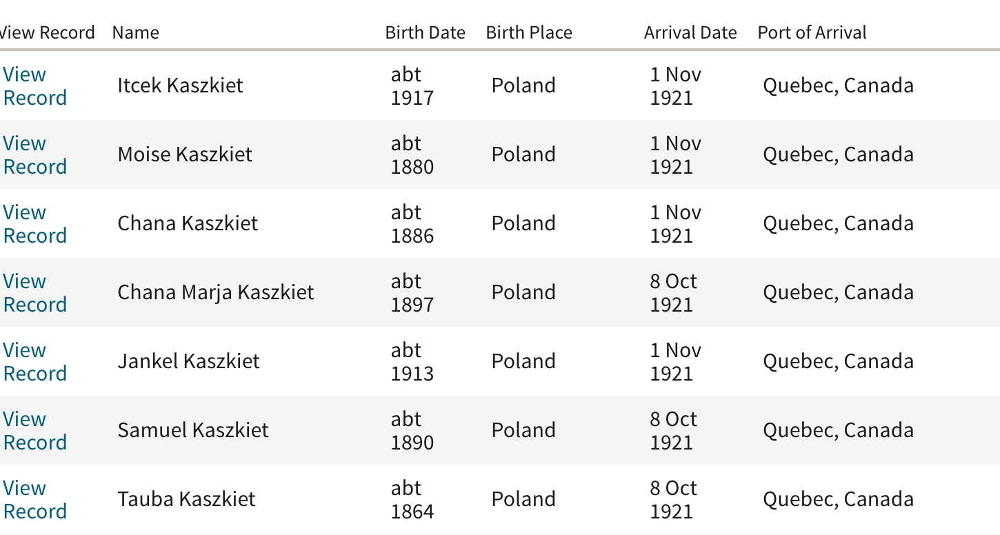 View Record Name Birth Date Birth Place Arrival Date Port of Arrival
View Record Itcek Kaszkiet abt 1917 Poland 1 Nov 1921 Quebec, Canada
View Record Moise Kaszkiet abt 1880 Poland 1 Nov 1921 Quebec, Canada
View Record Chana Kaszkiet abt 1886 Poland 1 Nov 1921 Quebec, Canada
View Record Chana Marja Kaszkiet abt 1897 Poland 8 Oct 1921 Quebec, Canada
View Record Jankel Kaszkiet abt 1913 Poland 1 Nov 1921 Quebec, Canada
View Record Samuel Kaszkiet abt 1890 Poland 8 Oct 1921 Quebec, Canada
View Record Tauba Kaszkiet abt 1864 Poland 8 Oct 1921 Quebec, Canada